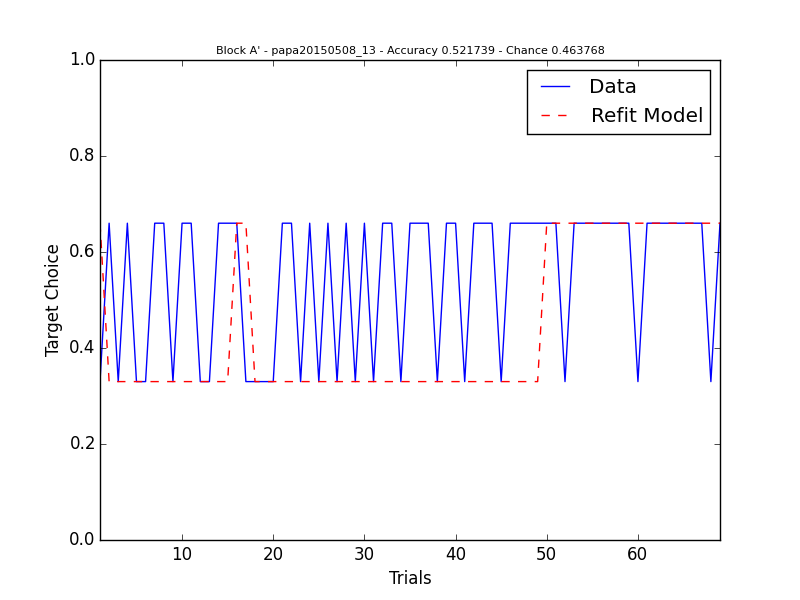 Block A' - papa20150508_13 - Accuracy 0.521739 - Chance 0.463768
1.0
Data
Refit Model
0.8
0.6
Target Choice
0.4
0.2
0.0
10 20 30 40 50 60
Trials